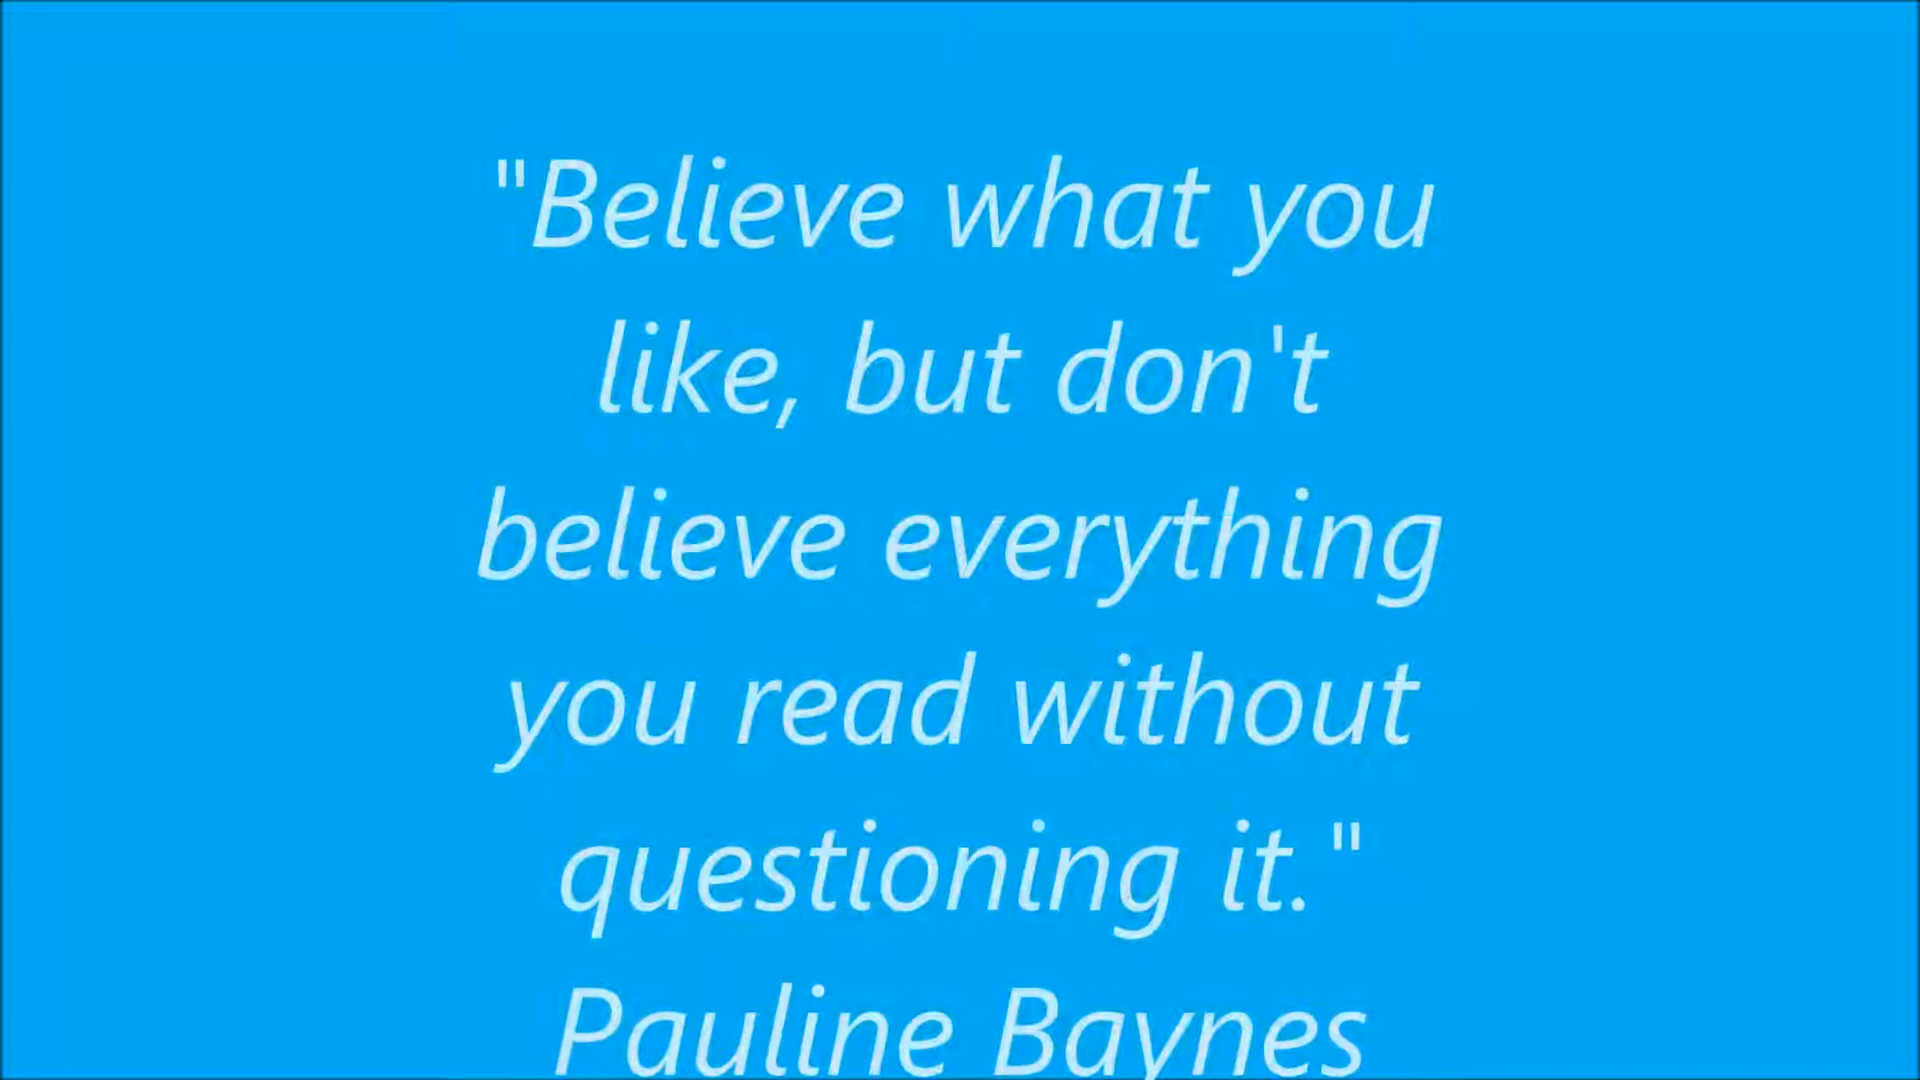 "Believe what you
like, but don't
believe everything
you read without
questioning it."
Pauline Baynes